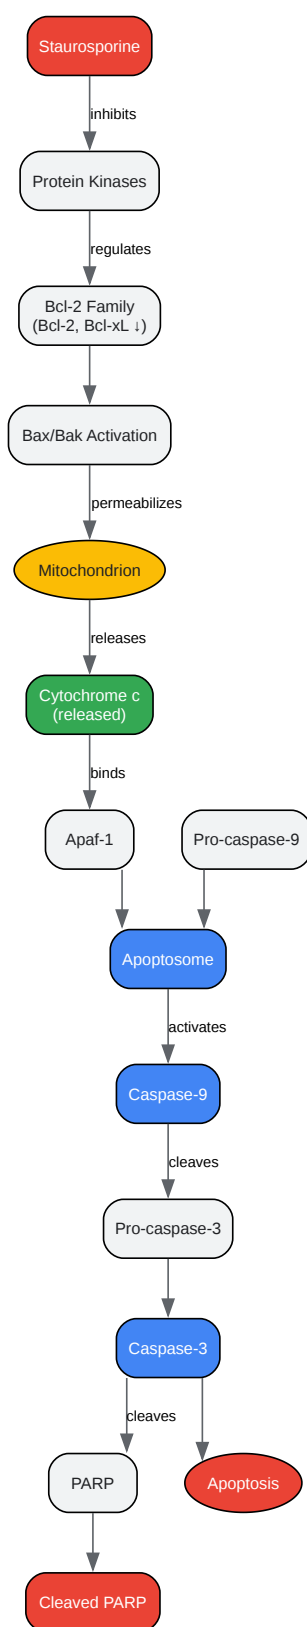 Staurosporine
inhibits
Protein Kinases
regulates
Bcl-2 Family
(Bcl-2, Bcl-xL ↓)
Bax/Bak Activation
permeabilizes
Mitochondrion
releases
Cytochrome c
(released)
binds
Apaf-1
Pro-caspase-9
Apoptosome
activates
Caspase-9
cleaves
Pro-caspase-3
Caspase-3
cleaves
PARP
Apoptosis
Cleaved PARP